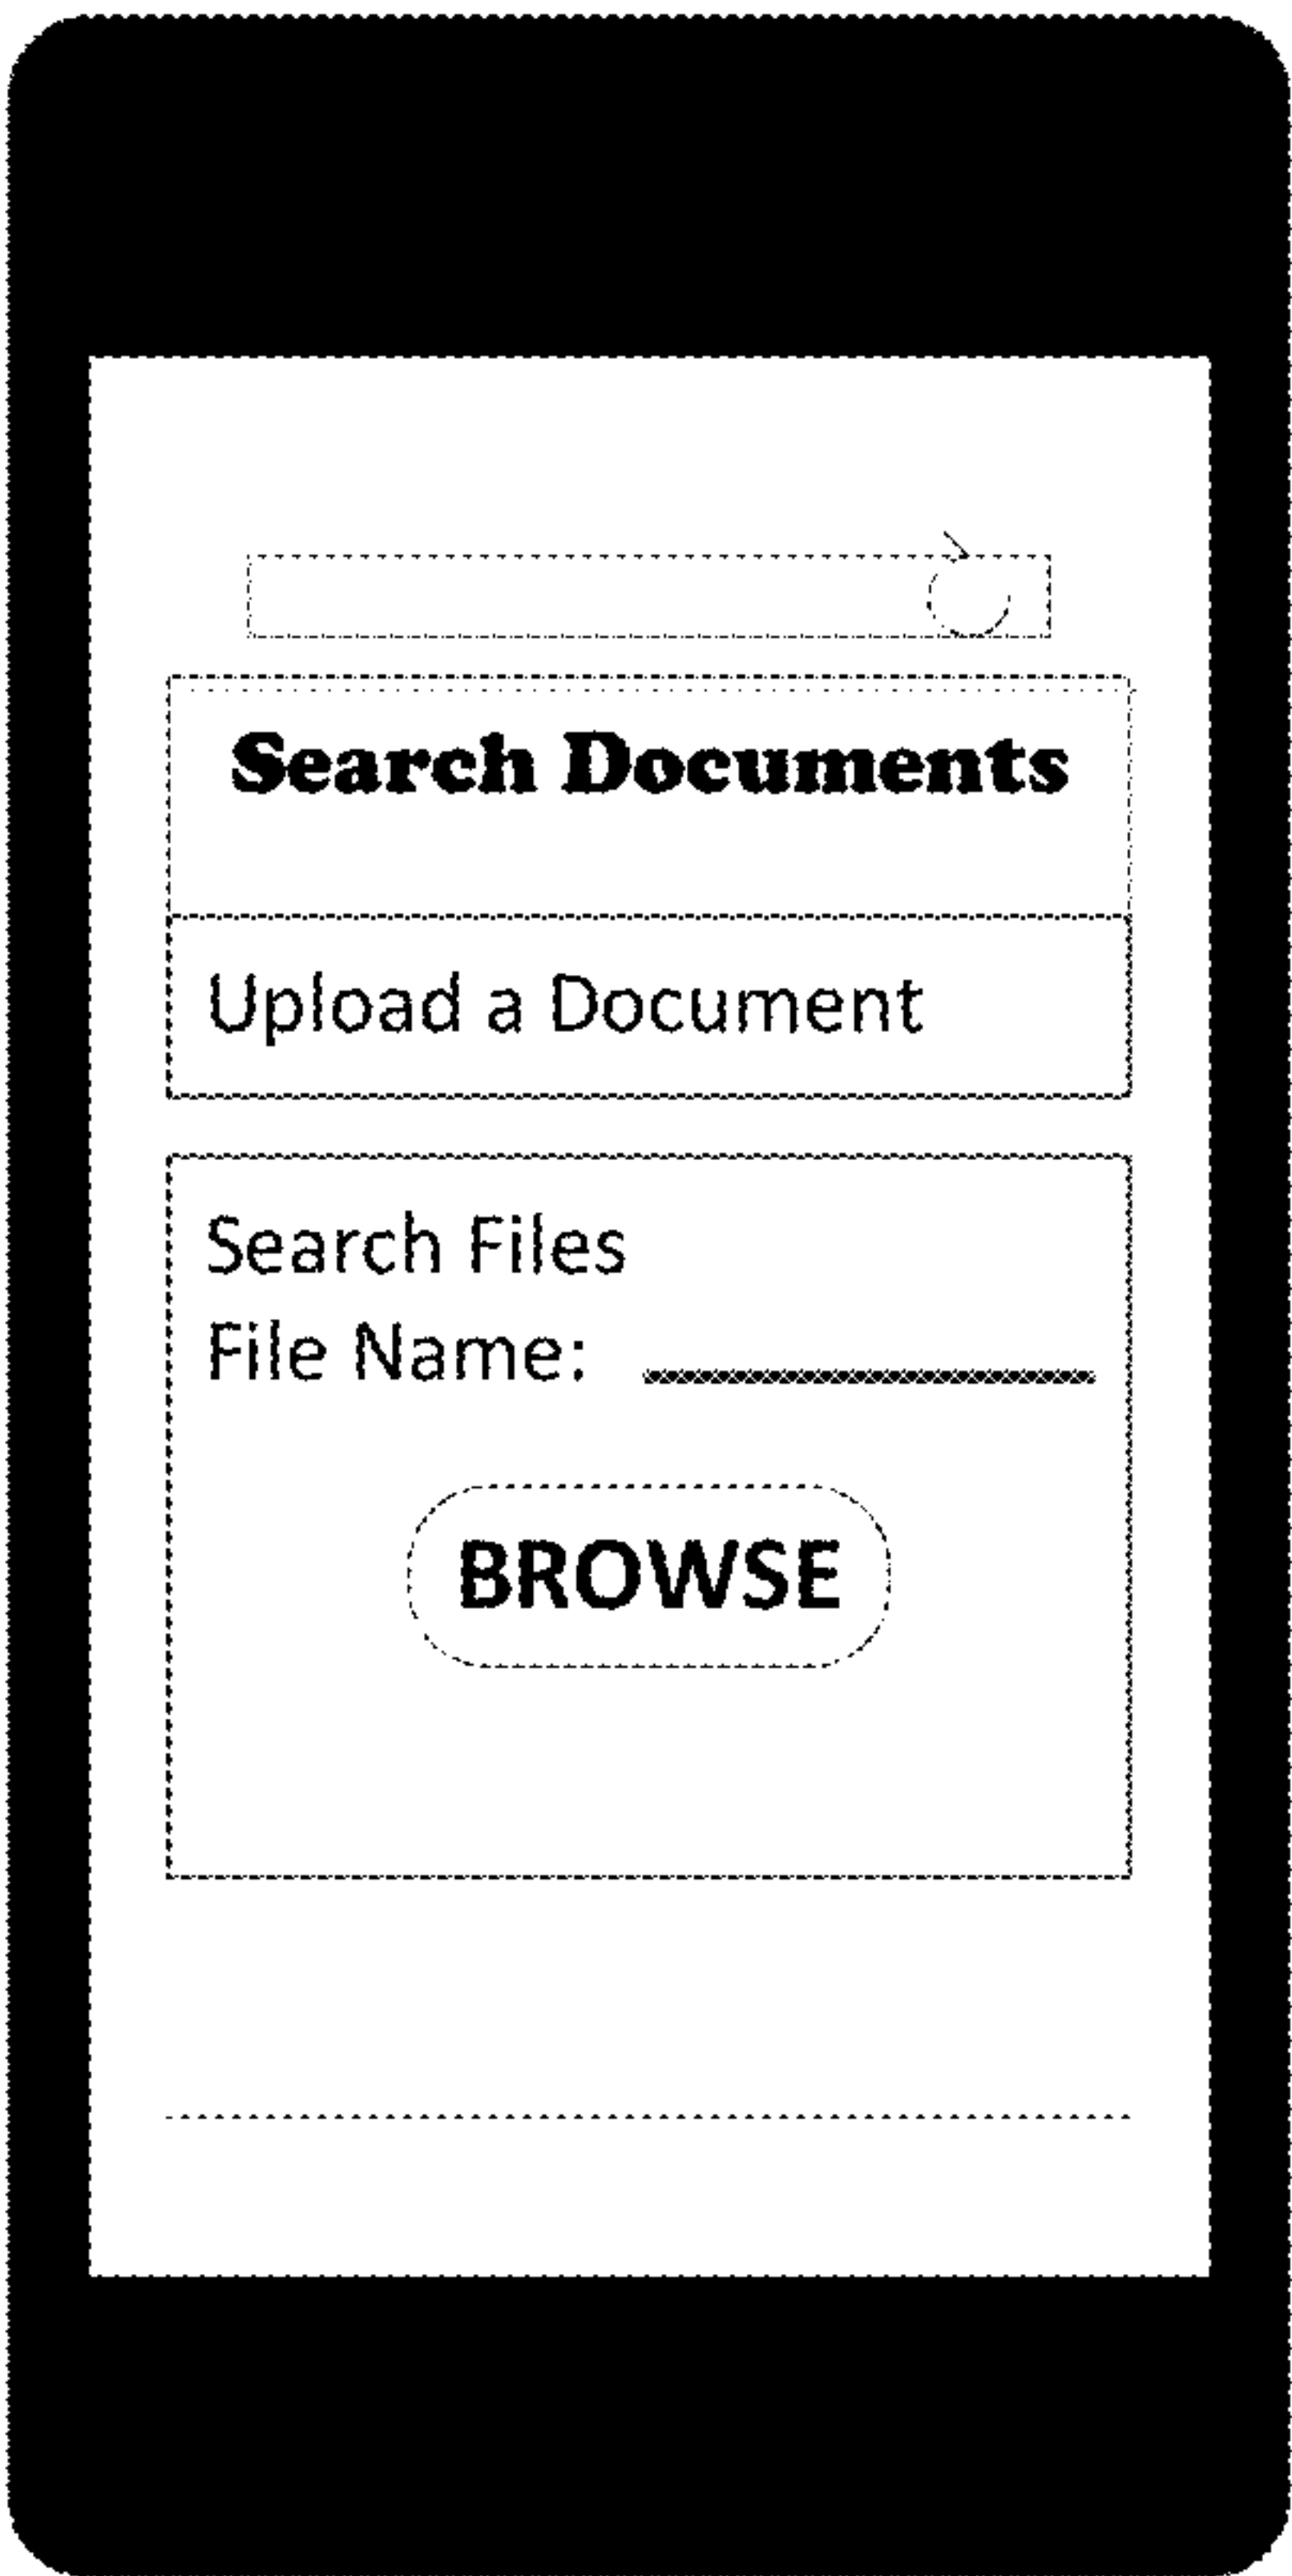 Search Documents
Upload a Document
Search Files
File Name:
BROWSE